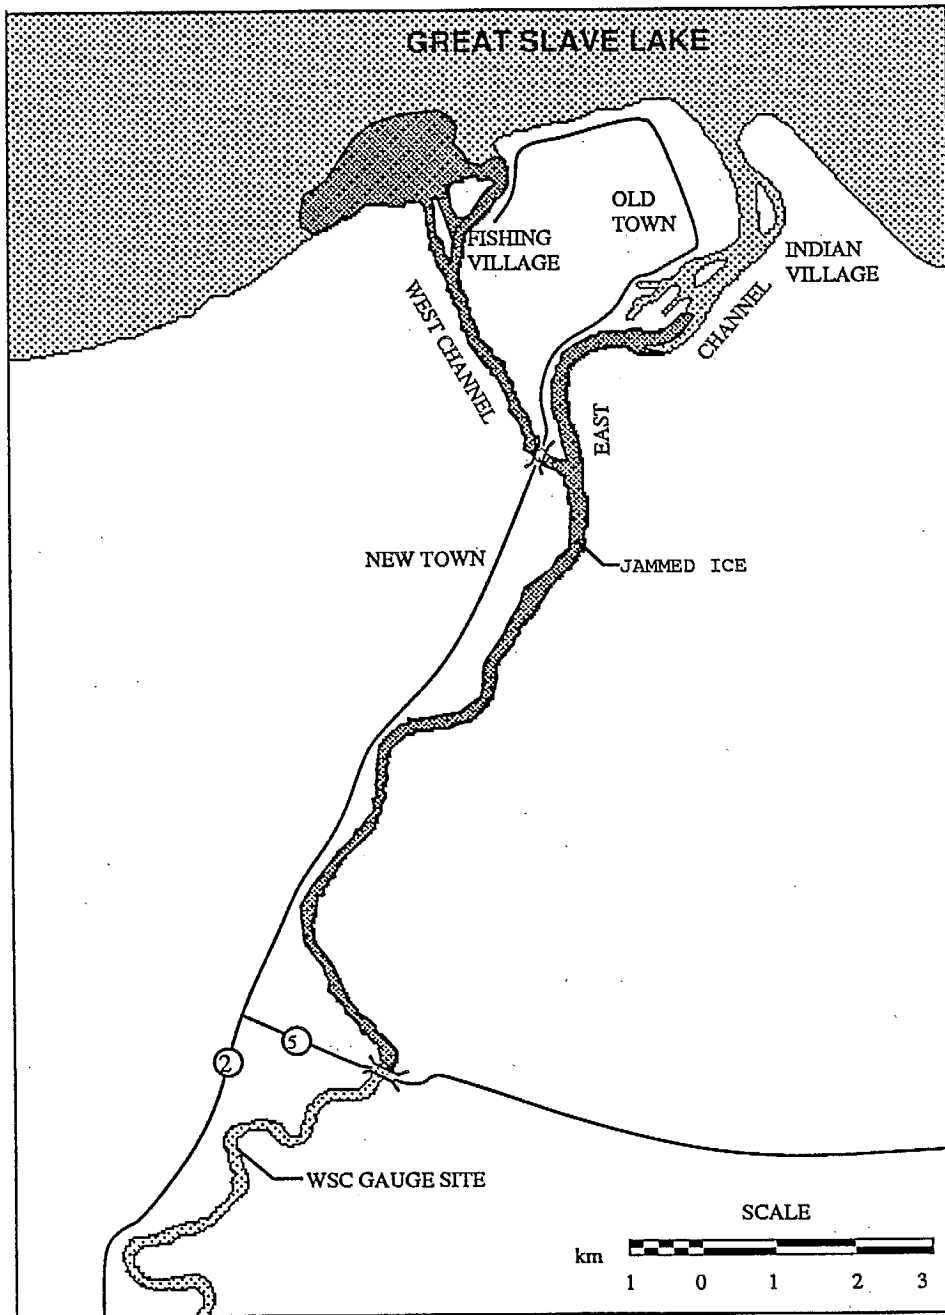 GREAT SLAVE LAKE
OLD
TOWN
FISHING
VILLAGE
INDIAN
VILLAGE
WEST CHANNEL
CHANNEL
EAST
NEW TOWN
JAMMED ICE
5
2
WSC GAUGE SITE
SCALE
km
1 0 1 2 3